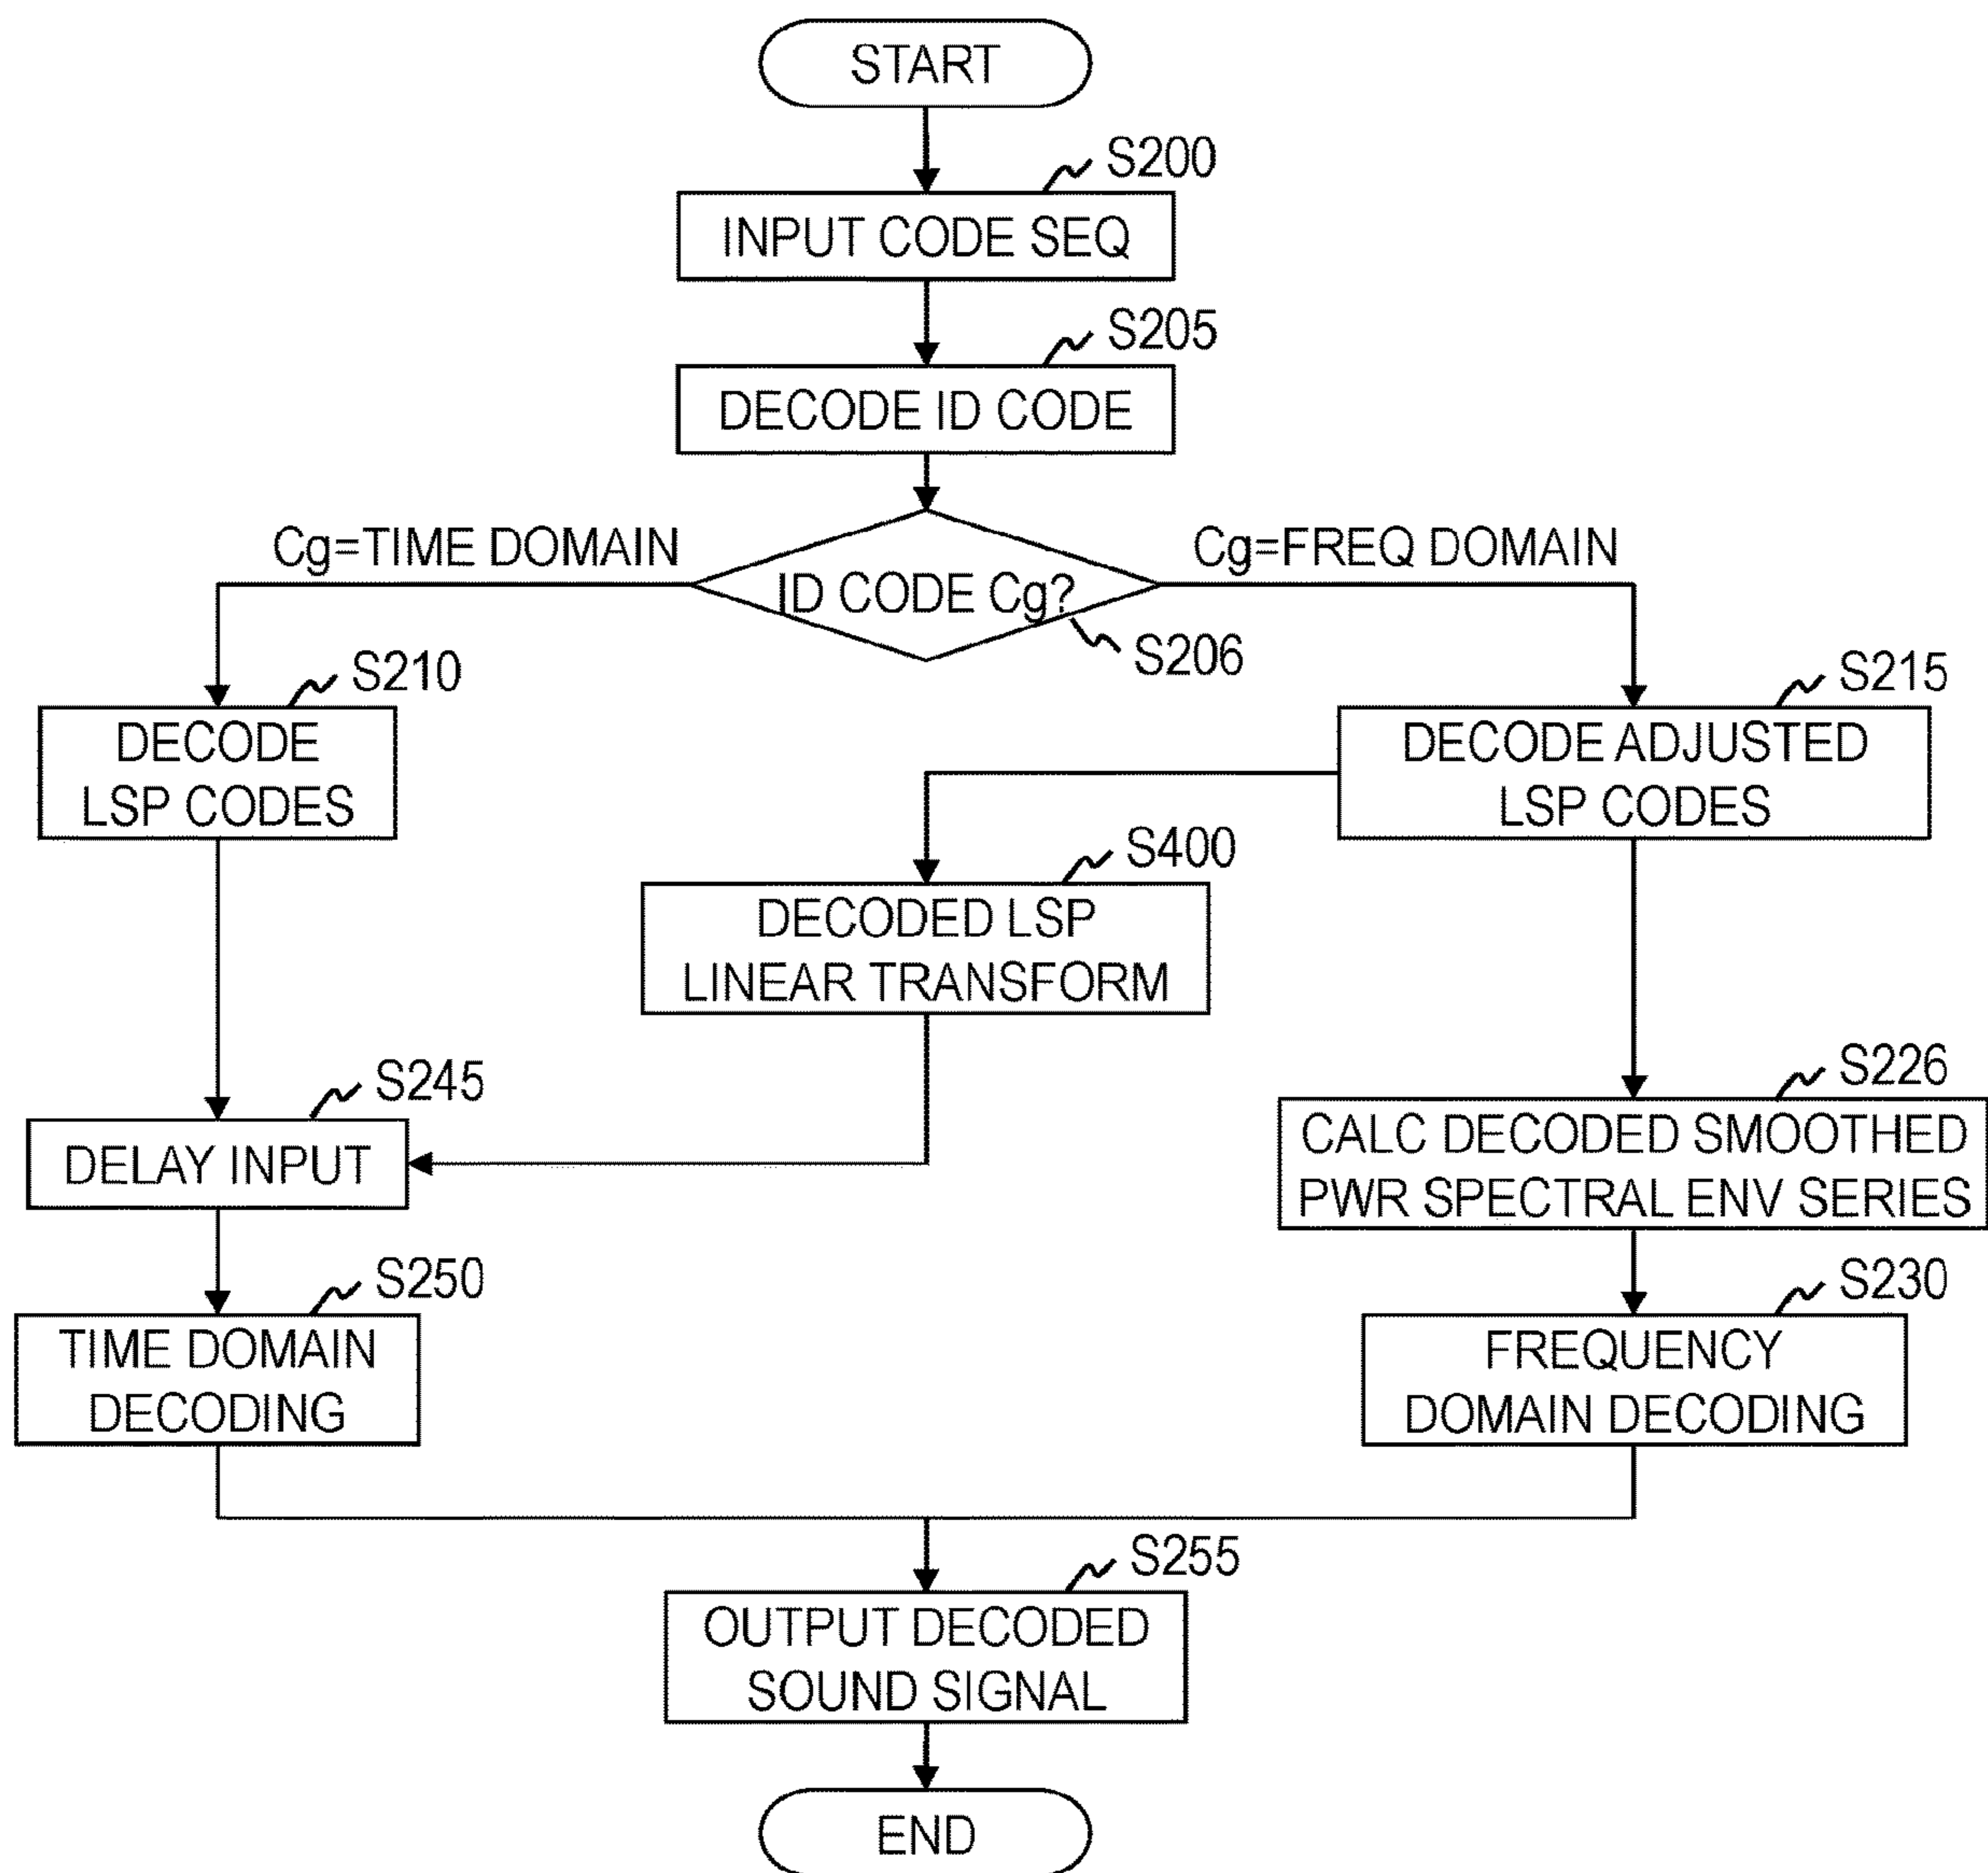 START
S200
INPUT CODE SEQ
S205
DECODE ID CODE
Cg=TIME DOMAIN
Cg=FREQ DOMAIN
ID CODE Cg?
S206
S210
DECODE
LSP CODES
S215
DECODE ADJUSTED
LSP CODES
S400
DECODED LSP
LINEAR TRANSFORM
S245
DELAY INPUT
S226
CALC DECODED SMOOTHED
PWR SPECTRAL ENV SERIES
S250
TIME DOMAIN
DECODING
S230
FREQUENCY
DOMAIN DECODING
S255
OUTPUT DECODED
SOUND SIGNAL
END